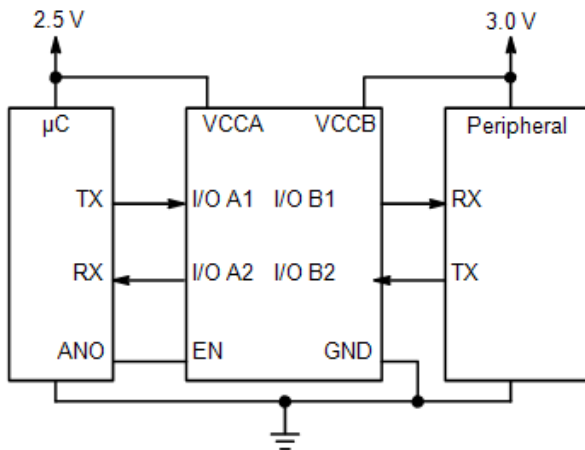 2.5 V 3.0 V
μC VCCA VCCB Peripheral
TX I/O A1 I/O B1 RX
RX I/O A2 I/O B2 TX
ANO EN GND